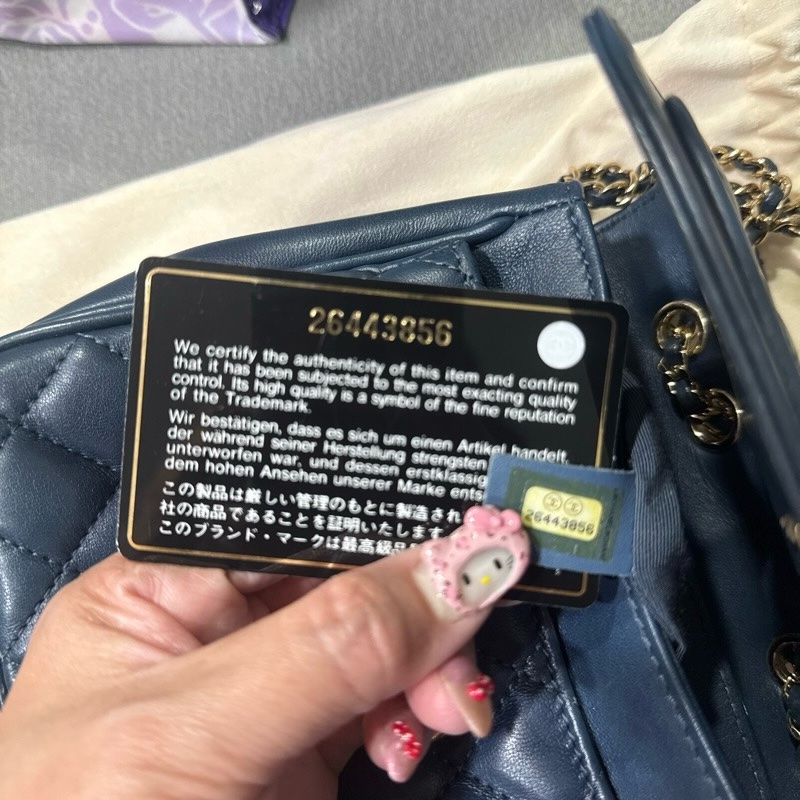 26443856
We certify the authenticity of this item and confirm
that it has been subjected to the most exacting quality
control. Its high quality is a symbol of the fine reputation
of the Trademark.
Wir bestätigen, dass es sich um einen Artikel handelt,
der während seiner Herstellung strengsten
unterworfen war, und dessen erstklassig
dem hohen Ansehen unserer Marke ents
この製品は厳しい管理のもとに製造され
社の商品であることを証明いたします
このブランド・マークは最高級品
26443856